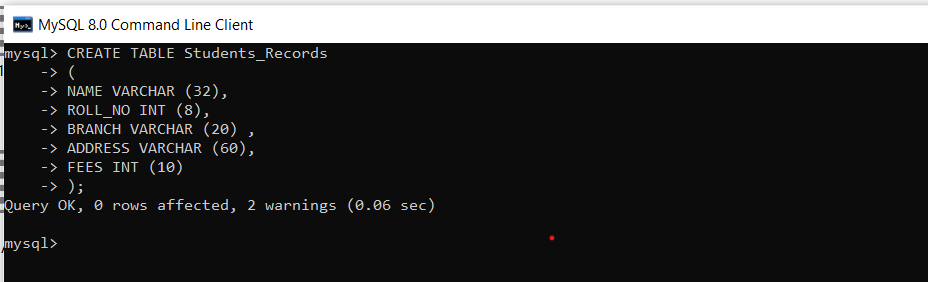 MySQL 8.0 Command Line Client
mysql> CREATE TABLE Students_Records
-> (
-> NAME VARCHAR (32),
-> ROLL_NO INT (8),
-> BRANCH VARCHAR (20) ,
-> ADDRESS VARCHAR (60),
-> FEES INT (10)
-> );
Query OK, 0 rows affected, 2 warnings (0.06 sec)
mysql>